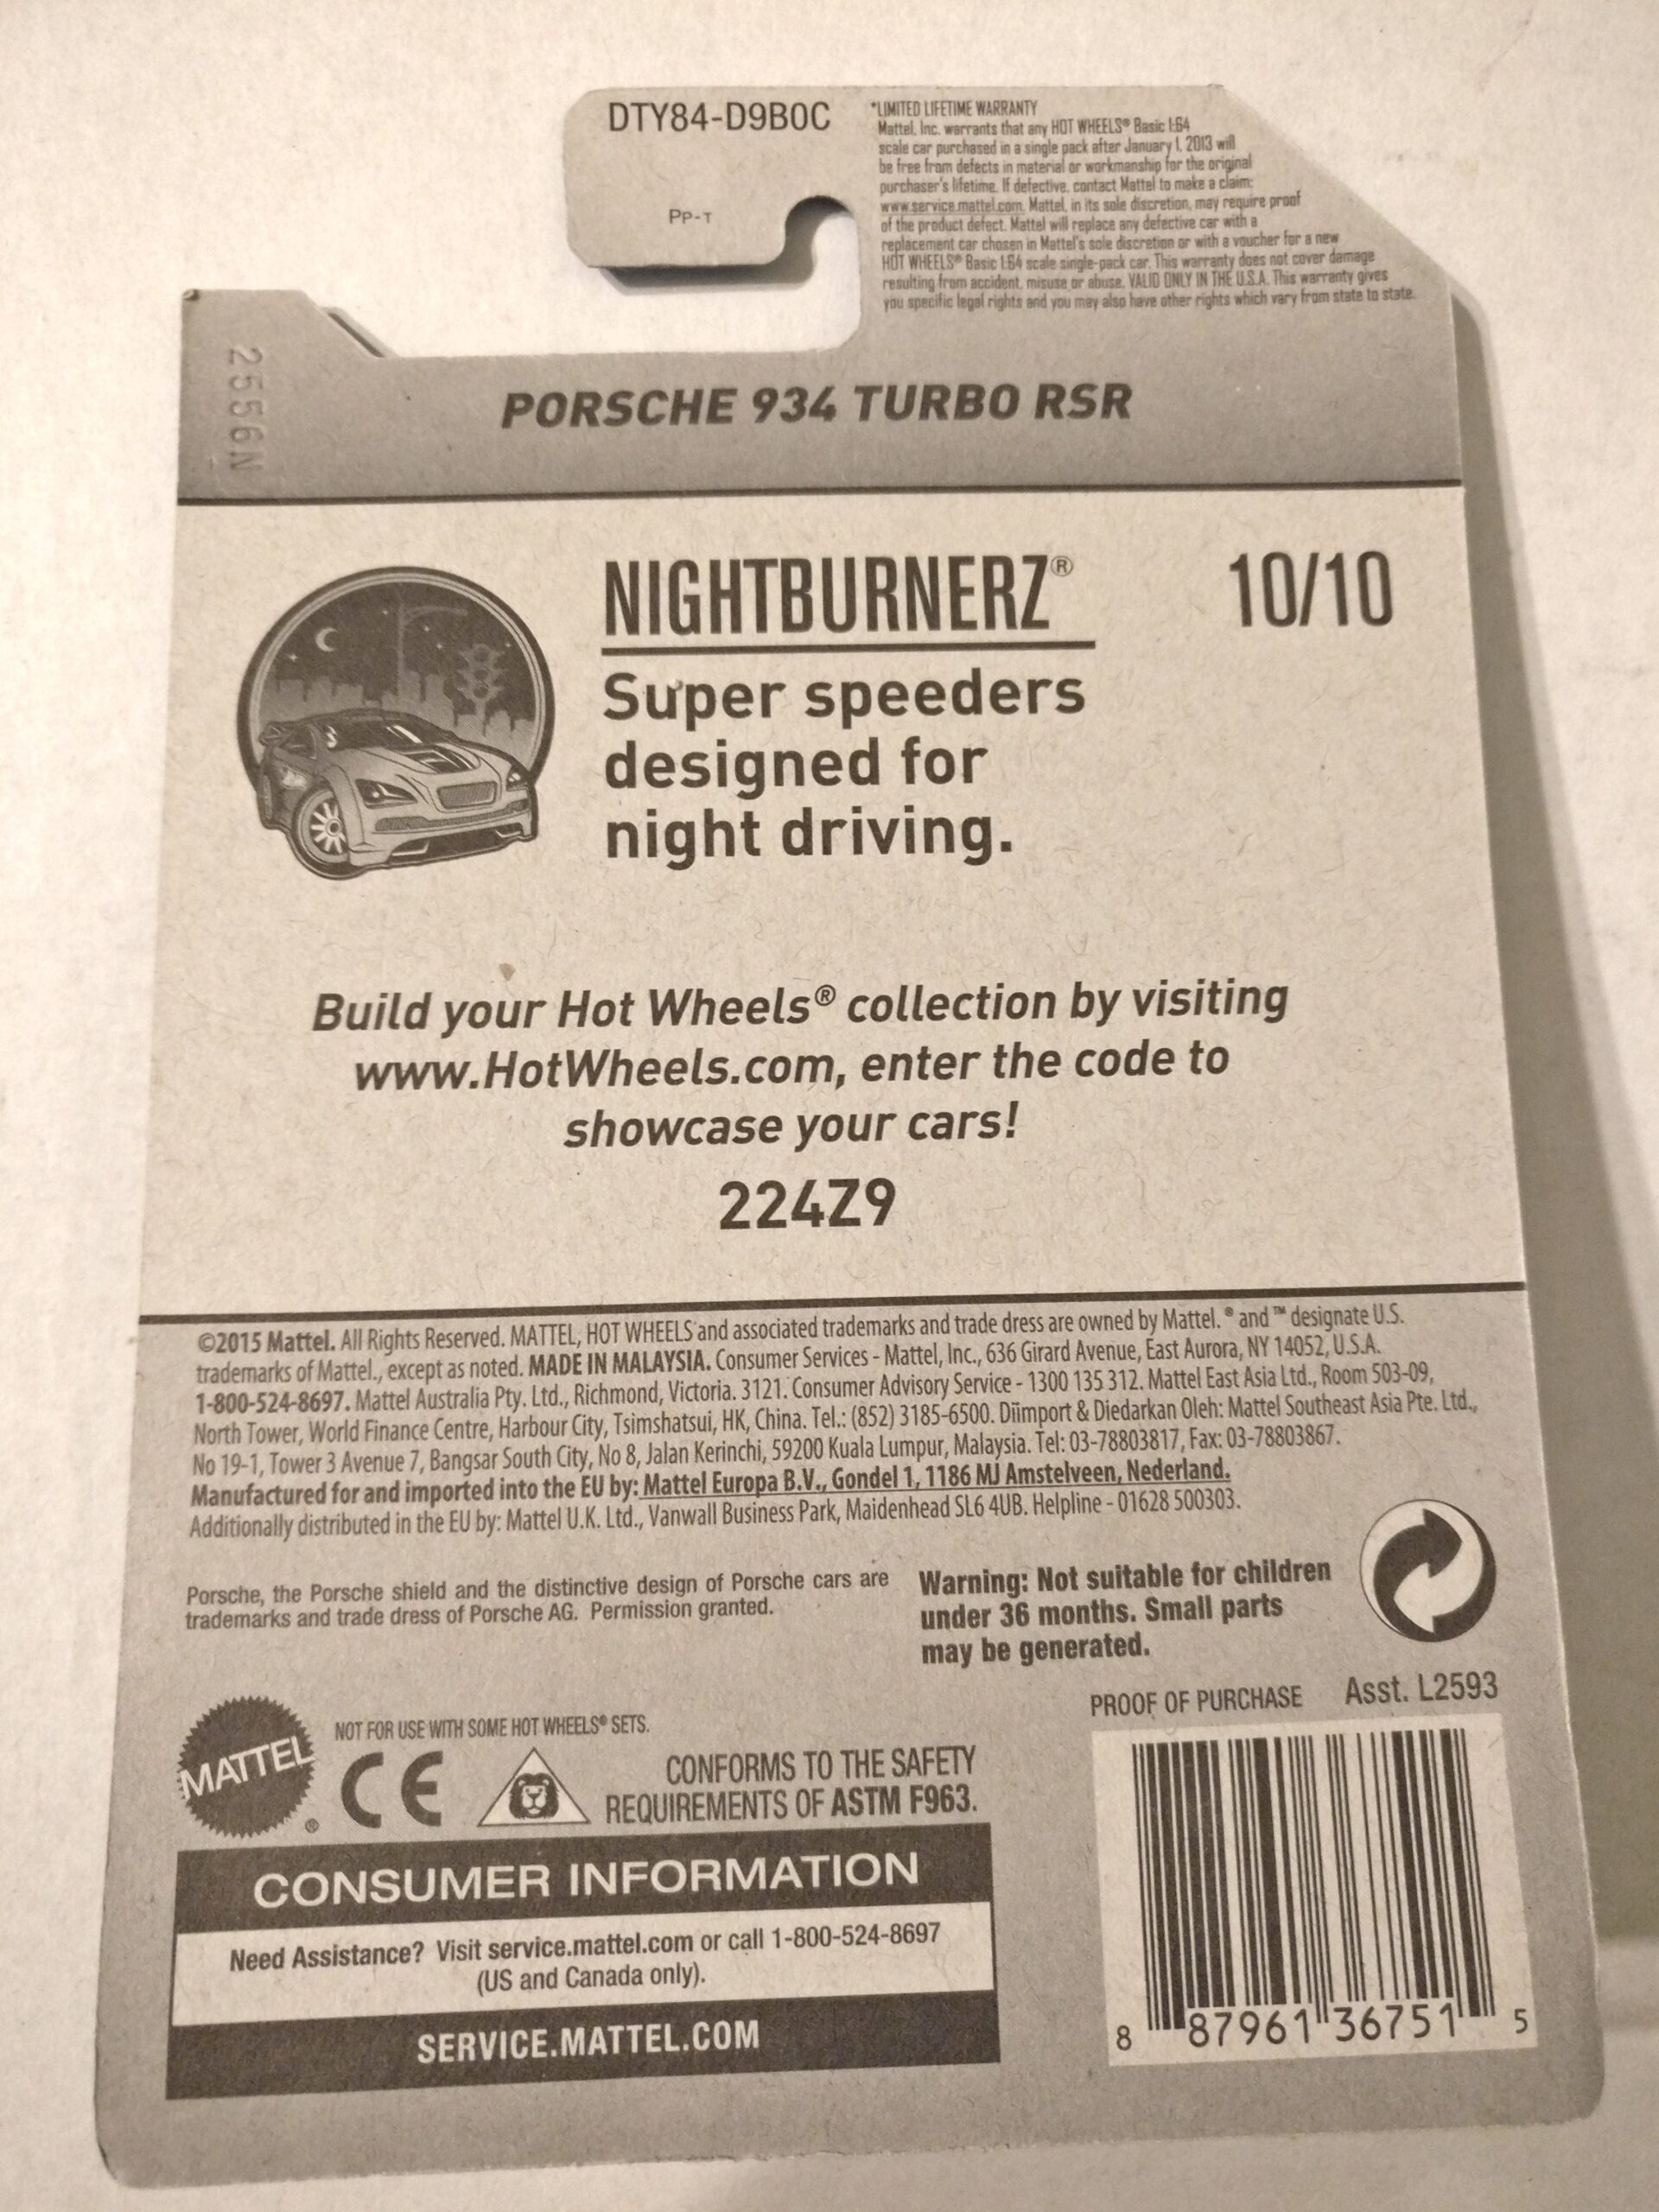 DTY84-D9B0C
Pp-T
*LIMITED LIFETIME WARRANTY
Mattel, Inc. warrants that any HOT WHEELS® Basic 1:64
scale car purchased in a single pack after January 1, 2013 will
be free from defects in material or workmanship for the original
purchaser's lifetime. If defective, contact Mattel to make a claim:
www.service.mattel.com. Mattel, in its sole discretion, may require proof
of the product defect. Mattel will replace any defective car with a
replacement car chosen in Mattel's sole discretion or with a voucher for a new
HOT WHEELS® Basic 1:64 scale single-pack car. This warranty does not cover damage
resulting from accident, misuse or abuse. VALID ONLY IN THE U.S.A. This warranty gives
you specific legal rights and you may also have other rights which vary from state to state.
2556N
PORSCHE 934 TURBO RSR
NIGHTBURNERZ®
10/10
Super speeders
designed for
night driving.
Build your Hot Wheels® collection by visiting
www.HotWheels.com, enter the code to
showcase your cars!
224Z9
©2015 Mattel. All Rights Reserved. MATTEL, HOT WHEELS and associated trademarks and trade dress are owned by Mattel. ® and ™ designate U.S.
trademarks of Mattel., except as noted. MADE IN MALAYSIA. Consumer Services - Mattel, Inc., 636 Girard Avenue, East Aurora, NY 14052, U.S.A.
1-800-524-8697. Mattel Australia Pty. Ltd., Richmond, Victoria. 3121. Consumer Advisory Service - 1300 135 312. Mattel East Asia Ltd., Room 503-09,
North Tower, World Finance Centre, Harbour City, Tsimshatsui, HK, China. Tel.: (852) 3185-6500. Diimport & Diedarkan Oleh: Mattel Southeast Asia Pte. Ltd.,
No 19-1, Tower 3 Avenue 7, Bangsar South City, No 8, Jalan Kerinchi, 59200 Kuala Lumpur, Malaysia. Tel: 03-78803817, Fax: 03-78803867.
Manufactured for and imported into the EU by: Mattel Europa B.V., Gondel 1, 1186 MJ Amstelveen, Nederland.
Additionally distributed in the EU by: Mattel U.K. Ltd., Vanwall Business Park, Maidenhead SL6 4UB. Helpline - 01628 500303.
Porsche, the Porsche shield and the distinctive design of Porsche cars are
trademarks and trade dress of Porsche AG. Permission granted.
Warning: Not suitable for children
under 36 months. Small parts
may be generated.
PROOF OF PURCHASE Asst. L2593
NOT FOR USE WITH SOME HOT WHEELS® SETS.
MATTEL®
CE
CONFORMS TO THE SAFETY
REQUIREMENTS OF ASTM F963.
CONSUMER INFORMATION
Need Assistance? Visit service.mattel.com or call 1-800-524-8697
(US and Canada only).
SERVICE.MATTEL.COM
8 87961 36751 5